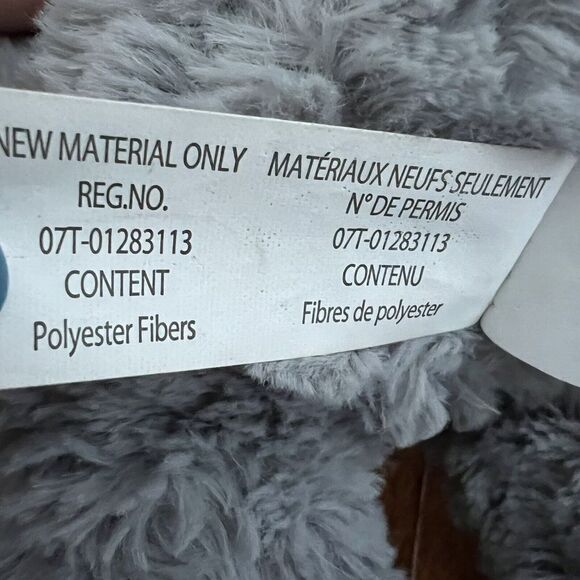 NEW MATERIAL ONLY
REG.NO.
07T-01283113
CONTENT
Polyester Fibers
MATÉRIAUX NEUFS SEULEMENT
N° DE PERMIS
07T-01283113
CONTENU
Fibres de polyester